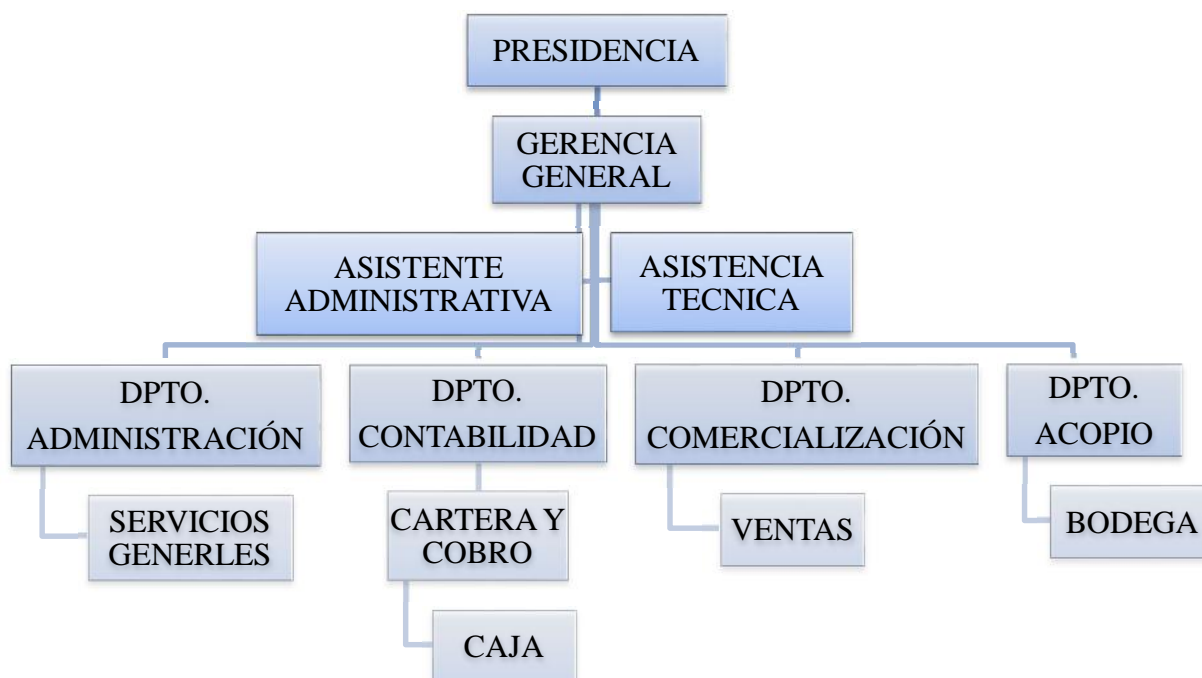 PRESIDENCIA
GERENCIA
GENERAL
ASISTENTE
ADMINISTRATIVA
ASISTENCIA
TECNICA
DPTO.
ADMINISTRACIÓN
DPTO.
CONTABILIDAD
DPTO.
COMERCIALIZACIÓN
DPTO.
ACOPIO
SERVICIOS
GENERLES
CARTERA Y
COBRO
VENTAS
BODEGA
CAJA